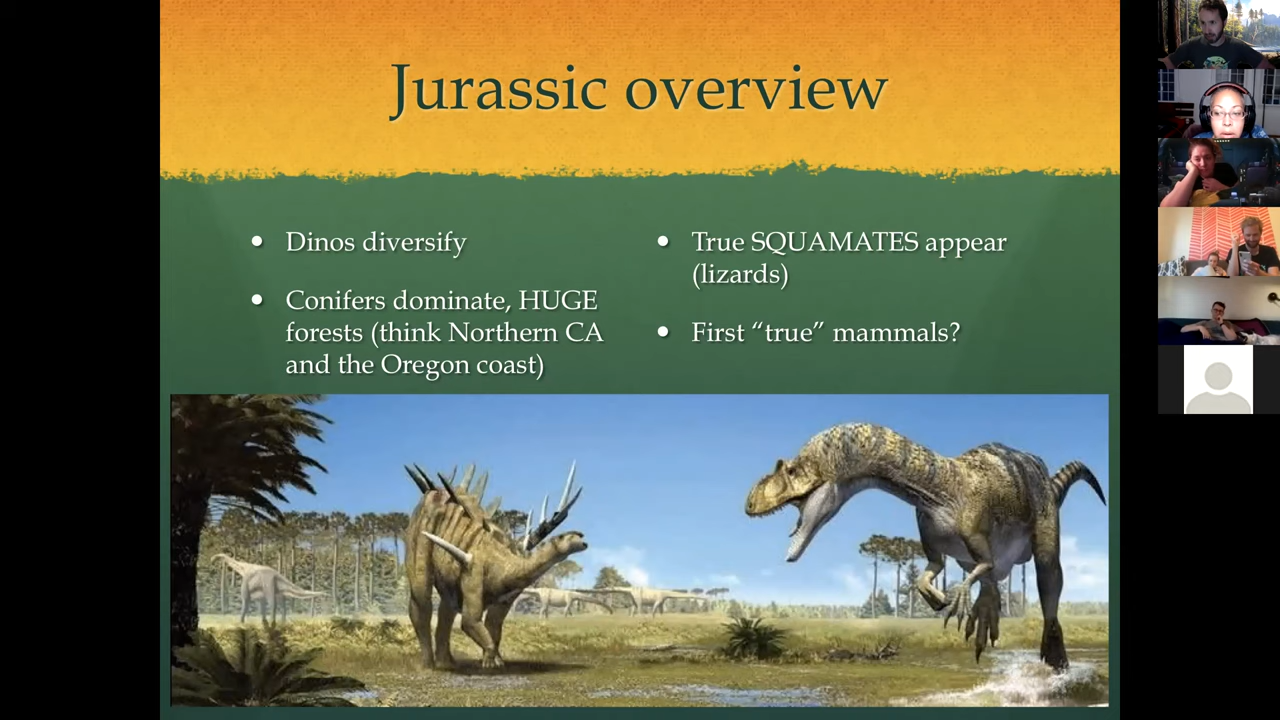 Jurassic overview
• Dinos diversify
• Conifers dominate, HUGE
forests (think Northern CA
and the Oregon coast)
• True SQUAMATES appear
(lizards)
• First “true” mammals?